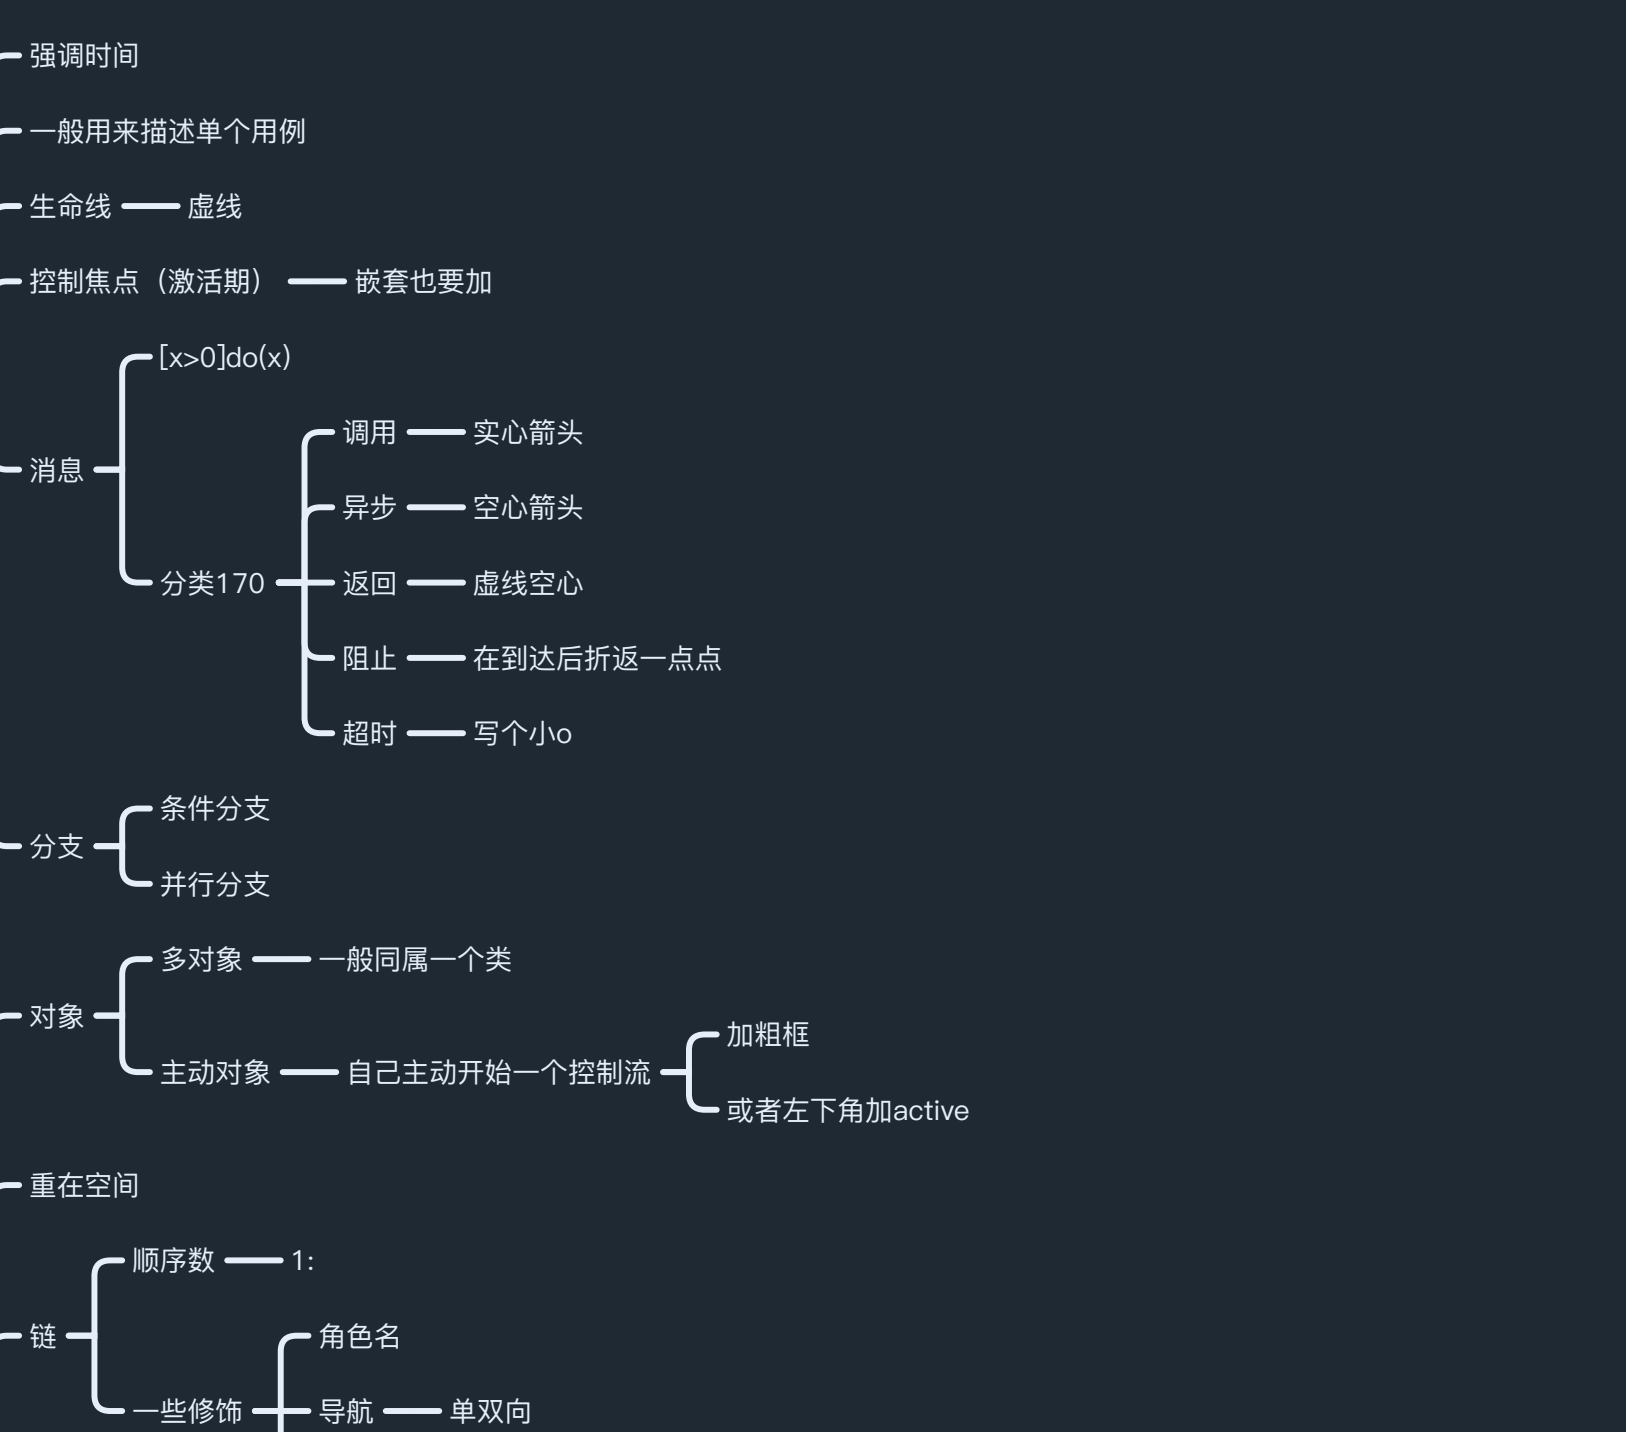 强调时间
一般用来描述单个用例
生命线
虚线
控制焦点（激活期）
嵌套也要加
消息
[x>0]do(x)
分类170
调用
实心箭头
异步
空心箭头
返回
虚线空心
阻止
在到达后折返一点点
超时
写个小o
分支
条件分支
并行分支
对象
多对象
一般同属一个类
主动对象
自己主动开始一个控制流
加粗框
或者左下角加active
重在空间
链
顺序数
1:
一些修饰
角色名
导航
单双向